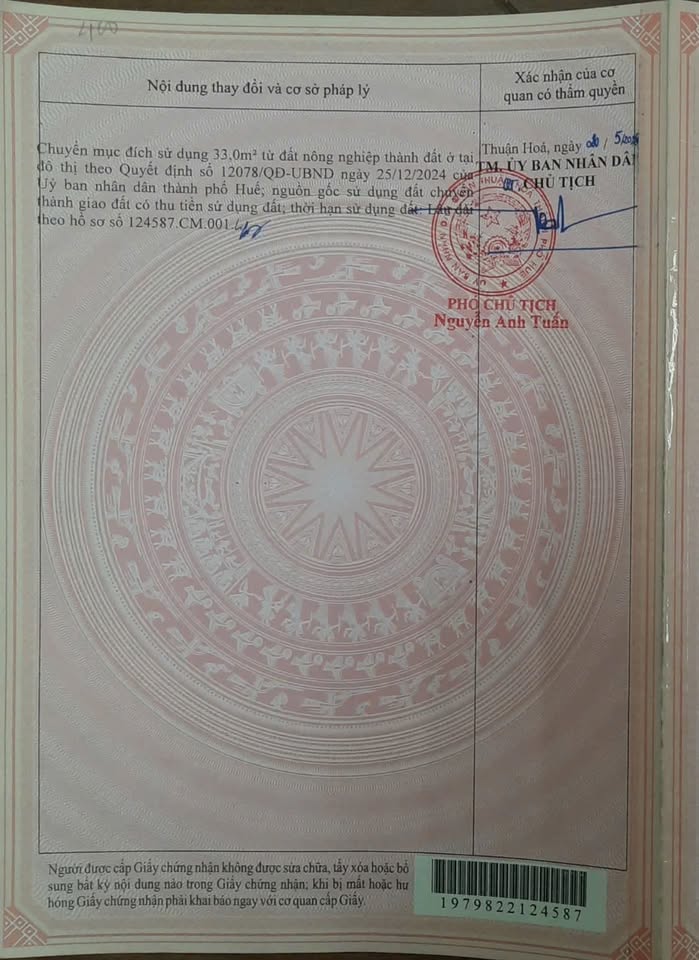 460
Nội dung thay đổi và cơ sở pháp lý
Xác nhận của cơ
quan có thẩm quyền
Chuyển mục đích sử dụng 33,0m² từ đất nông nghiệp thành đất ở tại
đô thị theo Quyết định số 12078/QĐ-UBND ngày 25/12/2024 của
Uỷ ban nhân dân thành phố Huế; nguồn gốc sử dụng đất chuyển
thành giao đất có thu tiền sử dụng đất; thời hạn sử dụng đất: Lâu dài
theo hồ sơ số 124587.CM.001.
Thuận Hoá, ngày 20 / 5/
TM. ỦY BAN NHÂN DÂN
CHỦ TỊCH
PHÓ CHỦ TỊCH
Nguyễn Anh Tuấn
Người được cấp Giấy chứng nhận không được sửa chữa, tẩy xóa hoặc bổ
sung bất kỳ nội dung nào trong Giấy chứng nhận; khi bị mất hoặc hư
hỏng Giấy chứng nhận phải khai báo ngay với cơ quan cấp Giấy.
1979822124587